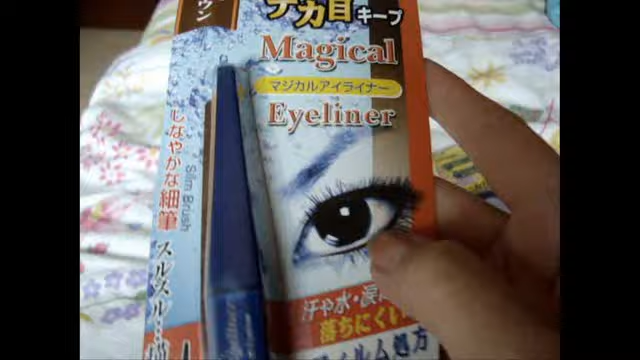 デカ目キープ
Magical
マジカルアイライナー
Eyeliner
しなやかな細筆
Slim Brush
スルスル…
汗や水・涙
落ちにくい
フィルム処方